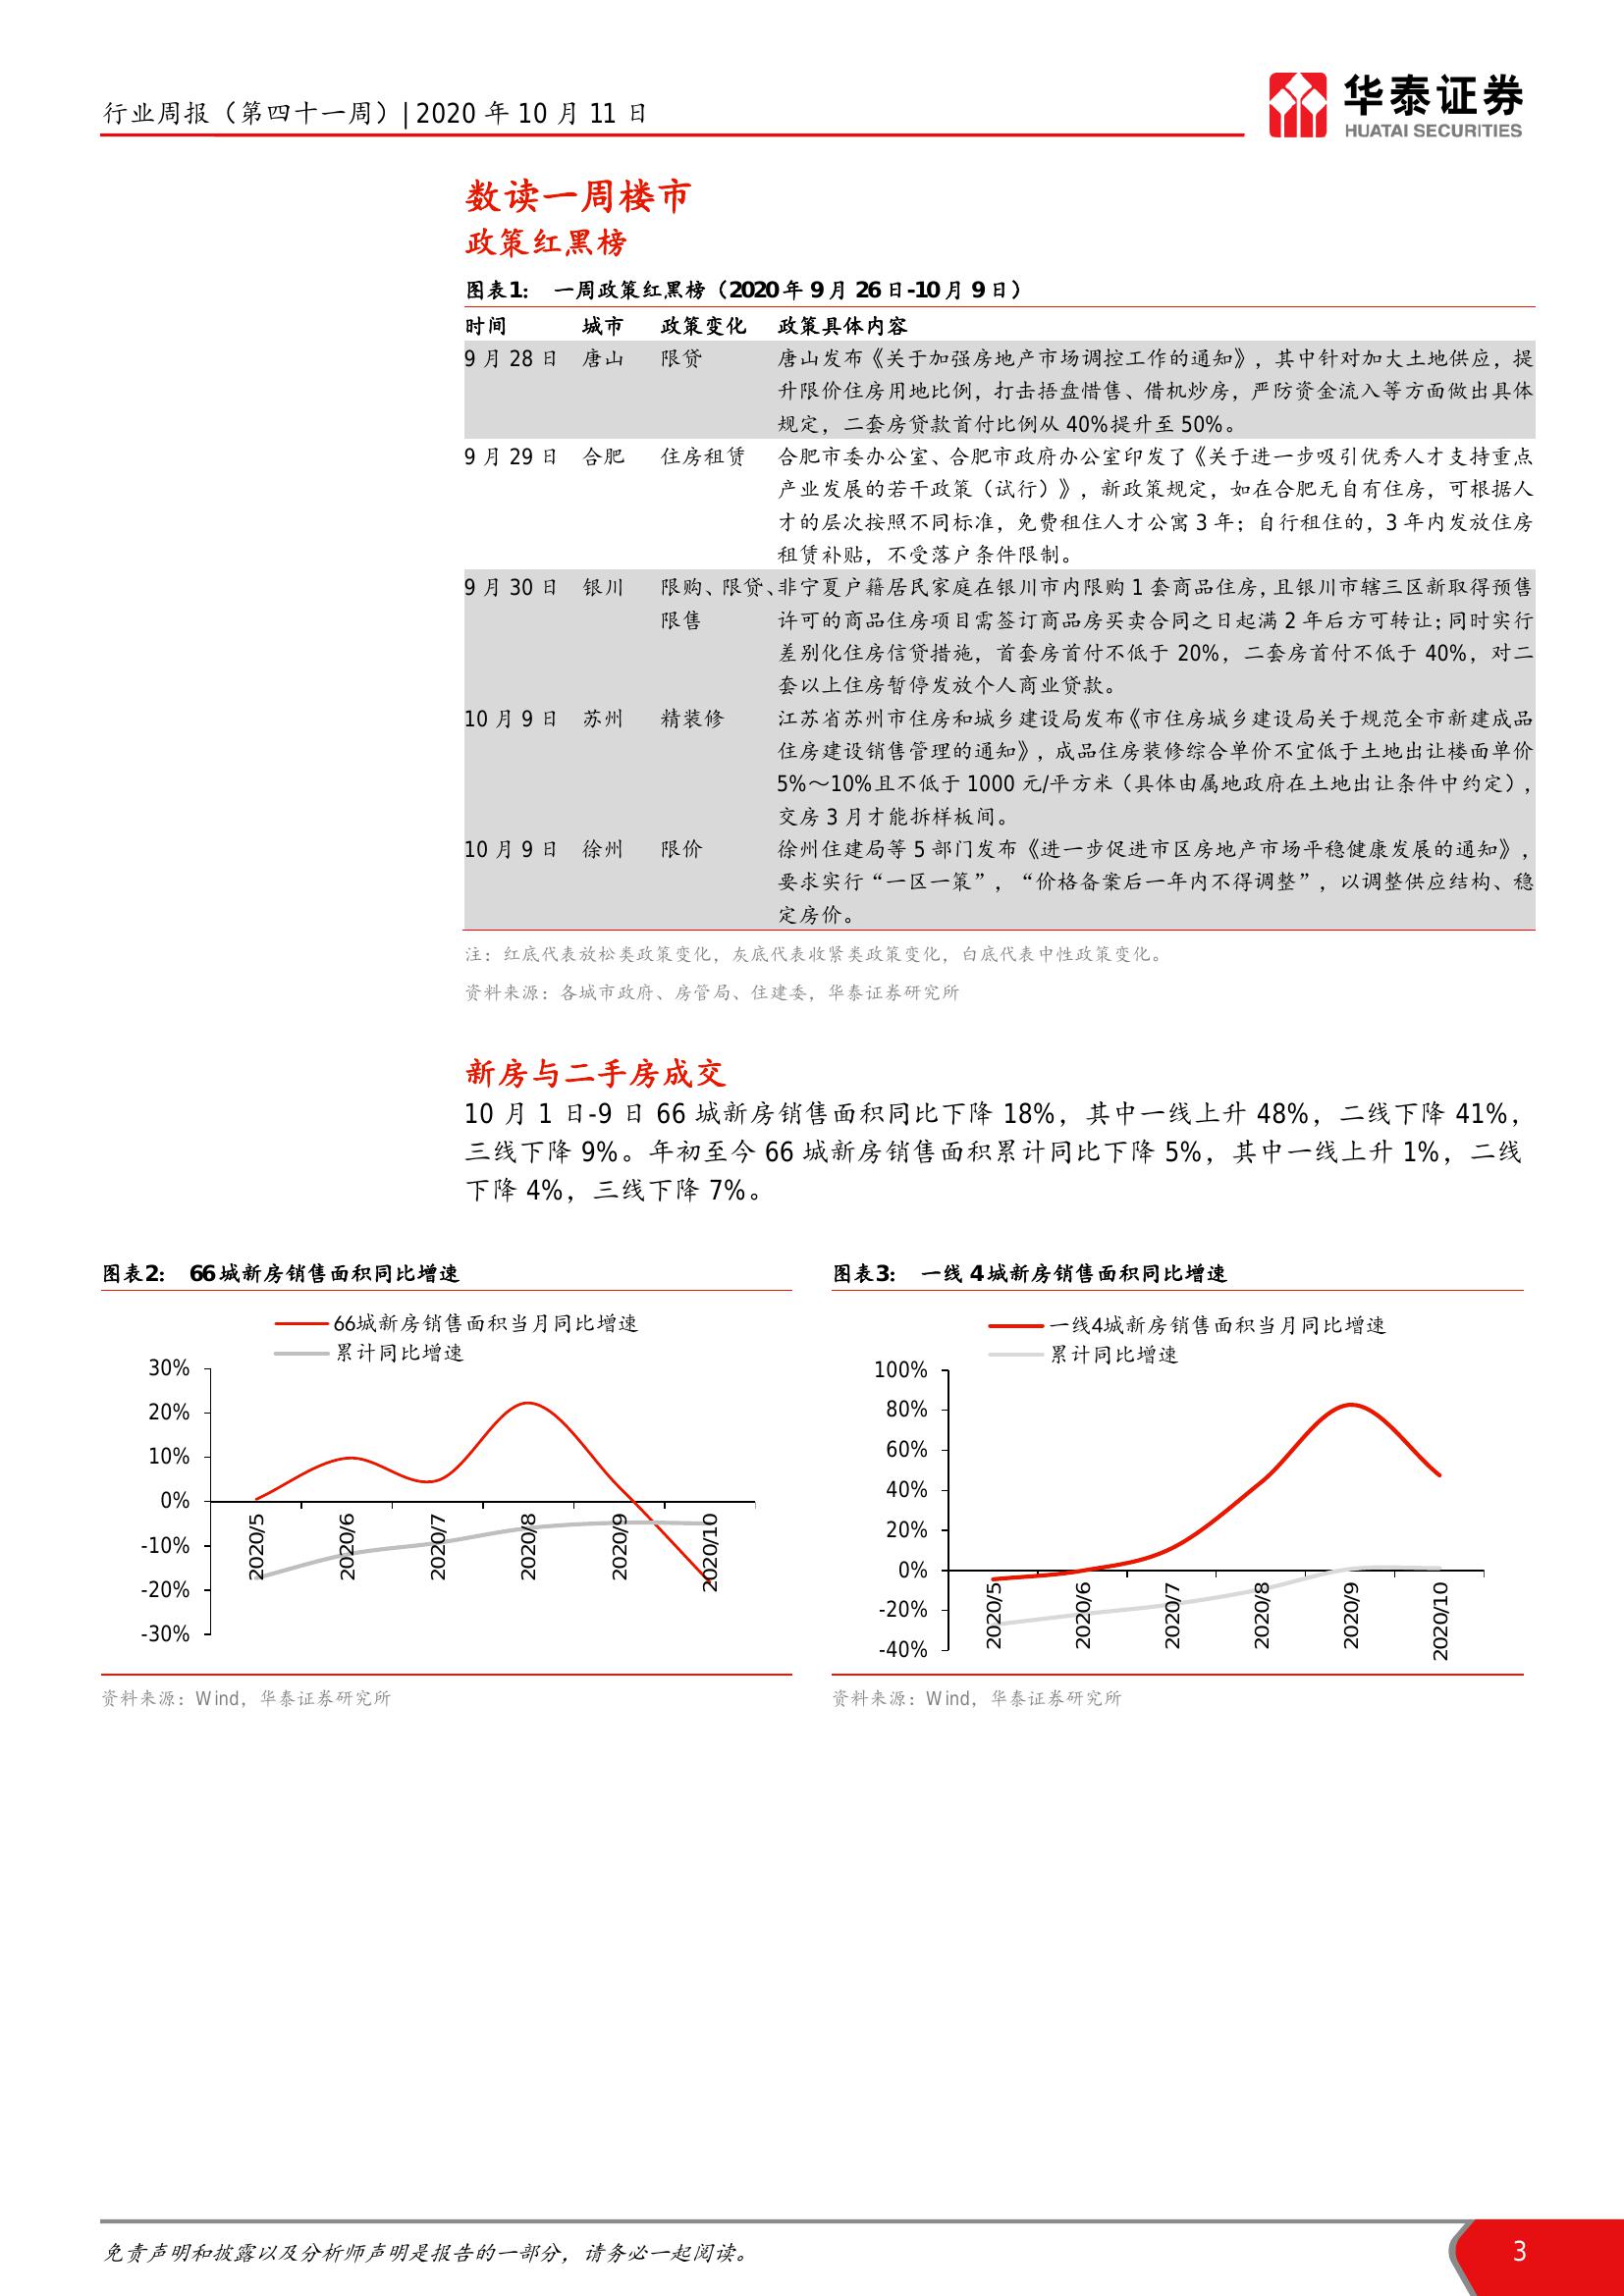 行业周报（第四十一周）| 2020 年 10 月 11 日
华泰证券
HUATAI SECURITIES
数读一周楼市
政策红黑榜
图表1： 一周政策红黑榜（2020 年 9 月 26 日-10 月 9 日）
时间 城市 政策变化 政策具体内容
9 月 28 日 唐山 限贷 唐山发布《关于加强房地产市场调控工作的通知》，其中针对加大土地供应，提
升限价住房用地比例，打击捂盘惜售、借机炒房，严防资金流入等方面做出具体
规定，二套房贷款首付比例从 40%提升至 50%。
9 月 29 日 合肥 住房租赁 合肥市委办公室、合肥市政府办公室印发了《关于进一步吸引优秀人才支持重点
产业发展的若干政策（试行）》，新政策规定，如在合肥无自有住房，可根据人
才的层次按照不同标准，免费租住人才公寓 3 年；自行租住的，3 年内发放住房
租赁补贴，不受落户条件限制。
9 月 30 日 银川 限购、限贷、非宁夏户籍居民家庭在银川市内限购 1 套商品住房，且银川市辖三区新取得预售
限售 许可的商品住房项目需签订商品房买卖合同之日起满 2 年后方可转让；同时实行
差别化住房信贷措施，首套房首付不低于 20%，二套房首付不低于 40%，对二
套以上住房暂停发放个人商业贷款。
10 月 9 日 苏州 精装修 江苏省苏州市住房和城乡建设局发布《市住房城乡建设局关于规范全市新建成品
住房建设销售管理的通知》，成品住房装修综合单价不宜低于土地出让楼面单价
5%～10%且不低于 1000 元/平方米（具体由属地政府在土地出让条件中约定），
交房 3 月才能拆样板间。
10 月 9 日 徐州 限价 徐州住建局等 5 部门发布《进一步促进市区房地产市场平稳健康发展的通知》，
要求实行“一区一策”，“价格备案后一年内不得调整”，以调整供应结构、稳
定房价。
注：红底代表放松类政策变化，灰底代表收紧类政策变化，白底代表中性政策变化。
资料来源：各城市政府、房管局、住建委，华泰证券研究所
新房与二手房成交
10 月 1 日-9 日 66 城新房销售面积同比下降 18%，其中一线上升 48%，二线下降 41%，
三线下降 9%。年初至今 66 城新房销售面积累计同比下降 5%，其中一线上升 1%，二线
下降 4%，三线下降 7%。
图表2： 66 城新房销售面积同比增速
66城新房销售面积当月同比增速
累计同比增速
30%
20%
10%
0%
-10%
-20%
-30%
2020/5 2020/6 2020/7 2020/8 2020/9 2020/10
资料来源：Wind，华泰证券研究所
图表3： 一线 4 城新房销售面积同比增速
一线4城新房销售面积当月同比增速
累计同比增速
100%
80%
60%
40%
20%
0%
-20%
-40%
2020/5 2020/6 2020/7 2020/8 2020/9 2020/10
资料来源：Wind，华泰证券研究所
免责声明和披露以及分析师声明是报告的一部分，请务必一起阅读。
3